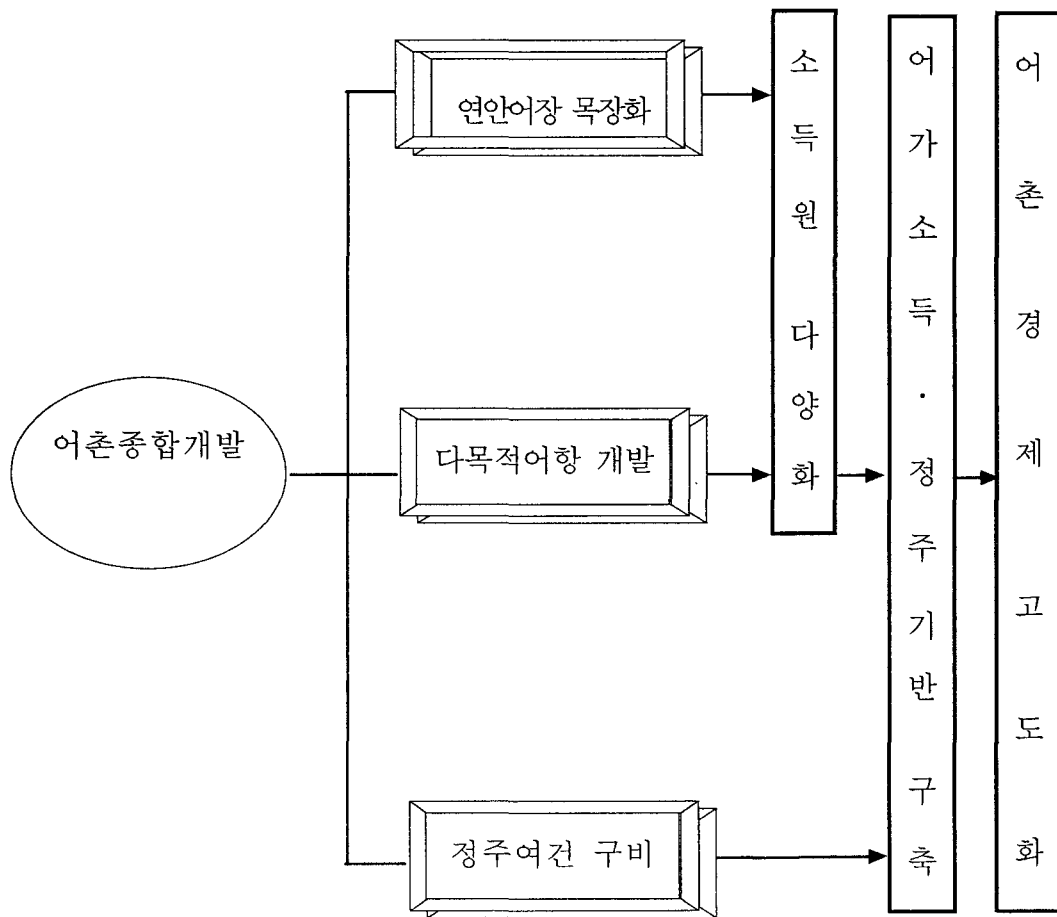 어촌종합개발
연안어장 목장화
다목적어항 개발
정주여건 구비
소득원 다양화
어가소득·정주기반구축
어촌경제 고도화